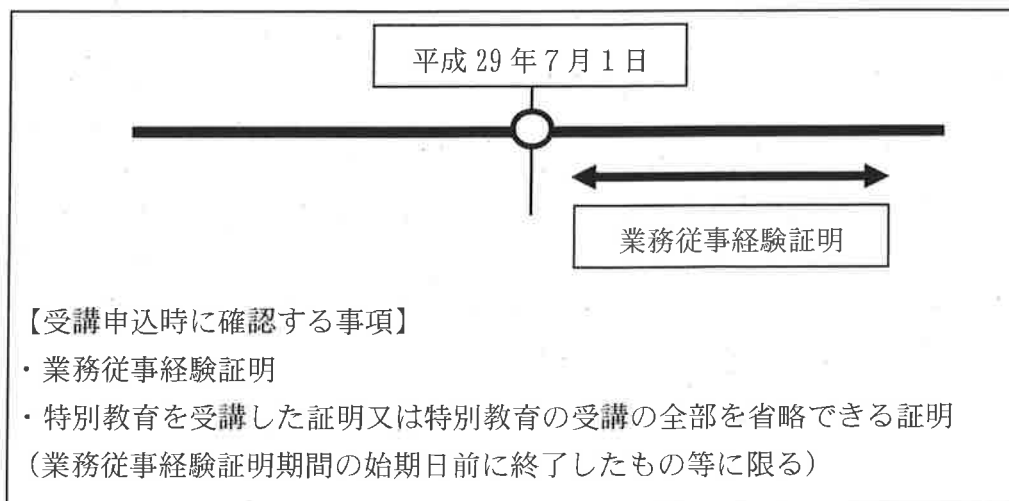 平成 29 年７月１日
業務従事経験証明
【受講申込時に確認する事項】
・業務従事経験証明
・特別教育を受講した証明又は特別教育の受講の全部を省略できる証明
（業務従事経験証明期間の始期日前に終了したもの等に限る）